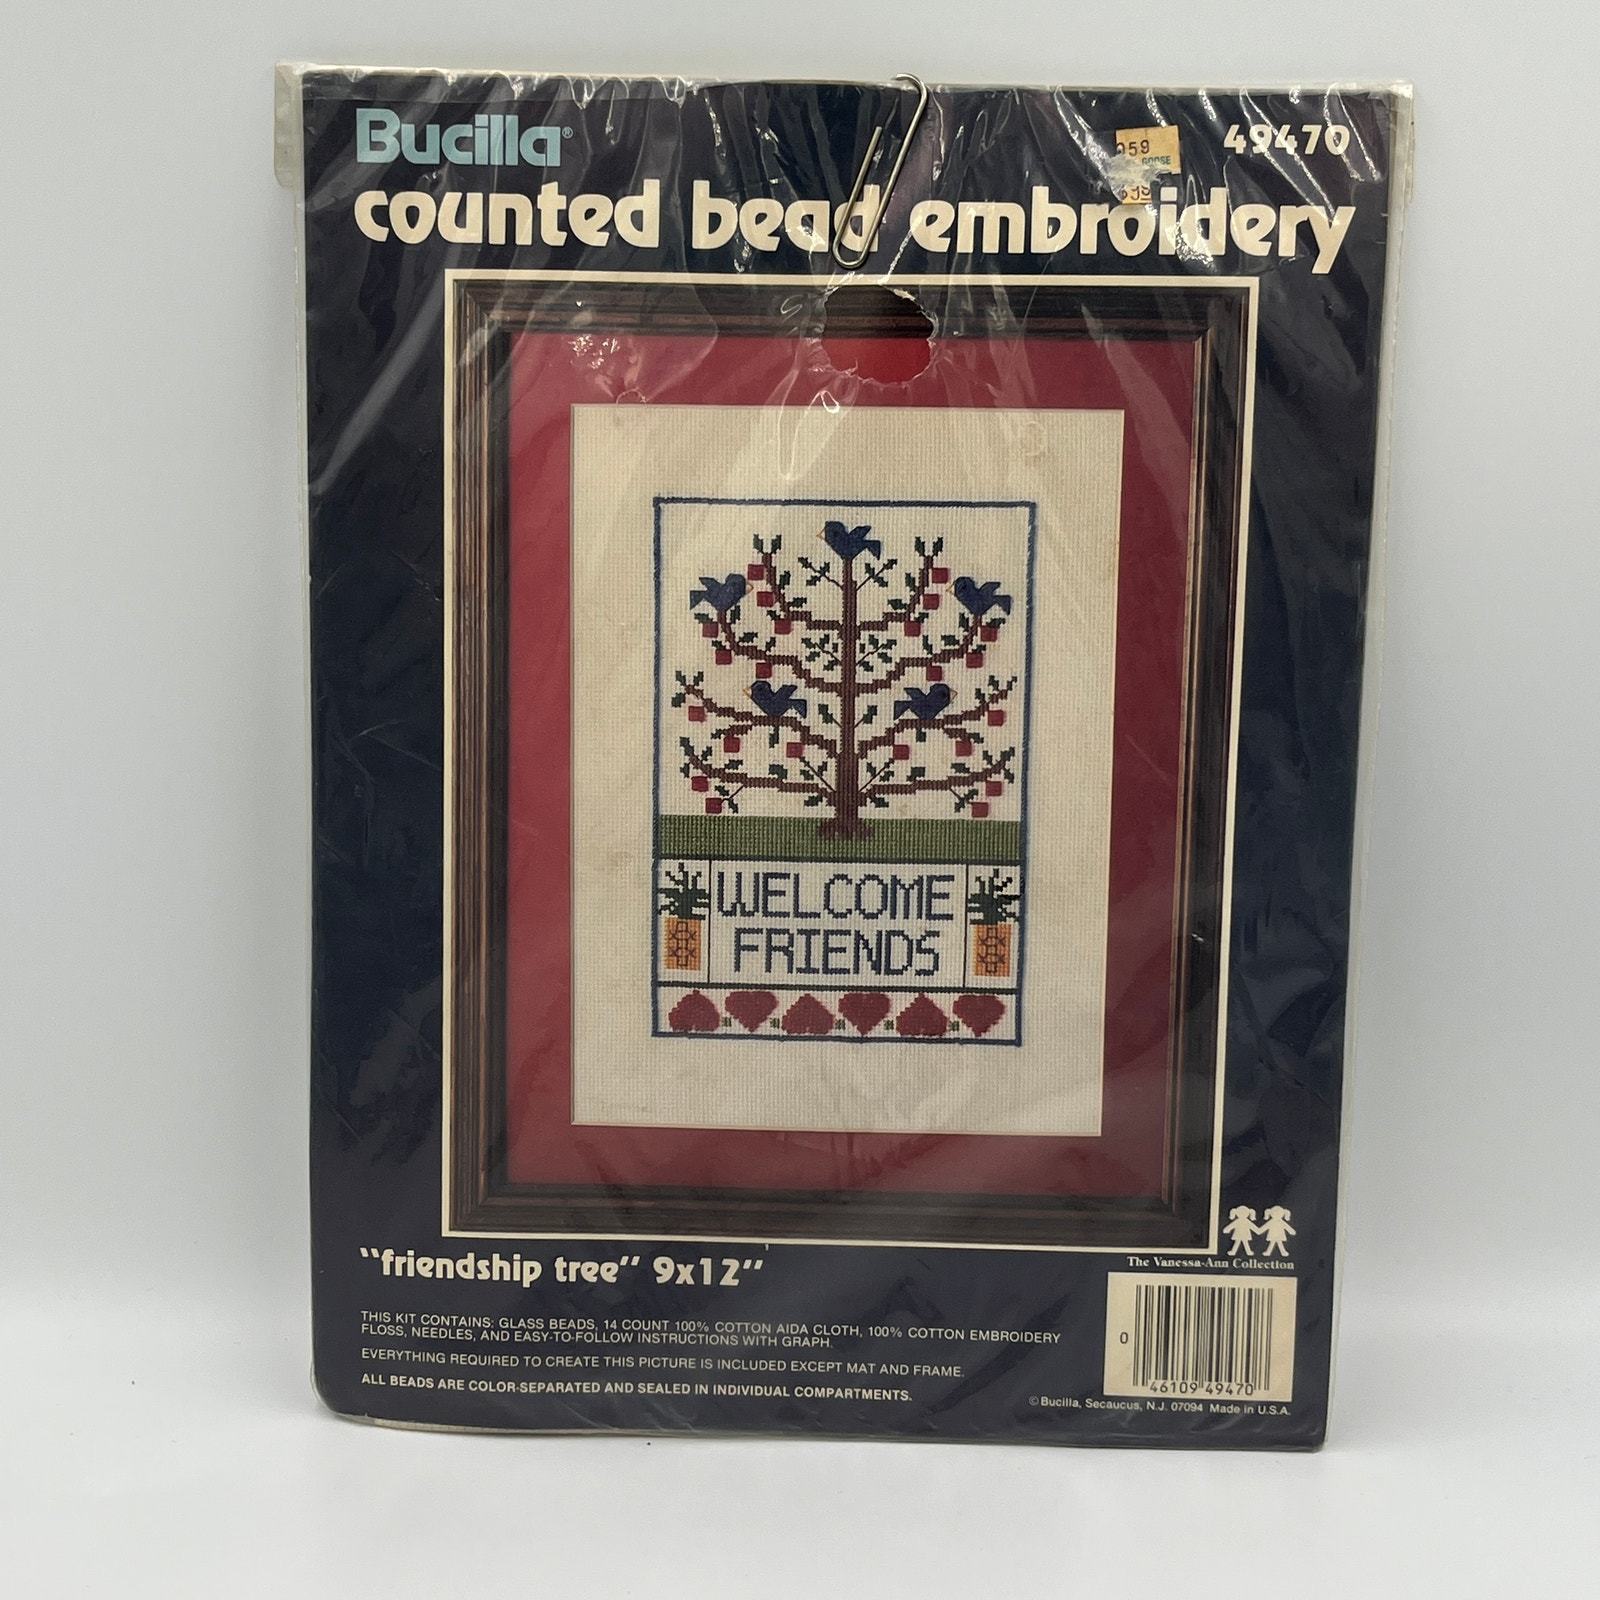 Bucilla®
49470
059
GOOSE
counted bead embroidery
WELCOME
FRIENDS
"friendship tree" 9x12"
The Vanessa-Ann Collection
THIS KIT CONTAINS: GLASS BEADS, 14 COUNT 100% COTTON AIDA CLOTH, 100% COTTON EMBROIDERY
FLOSS, NEEDLES, AND EASY-TO-FOLLOW INSTRUCTIONS WITH GRAPH.
EVERYTHING REQUIRED TO CREATE THIS PICTURE IS INCLUDED EXCEPT MAT AND FRAME.
ALL BEADS ARE COLOR-SEPARATED AND SEALED IN INDIVIDUAL COMPARTMENTS.
0
46109 49470
© Bucilla, Secaucus, N.J. 07094 Made in U.S.A.